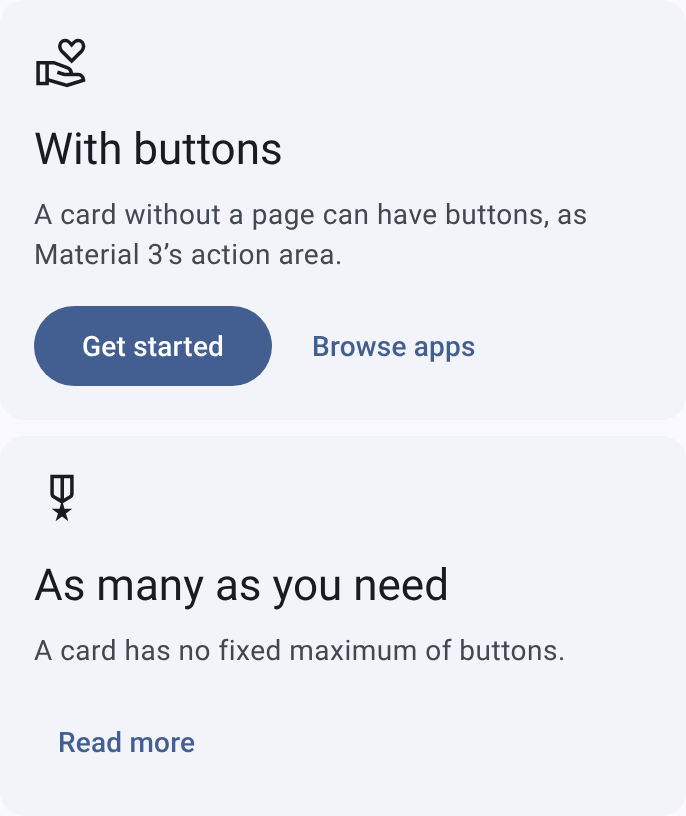 With buttons
A card without a page can have buttons, as
Material 3’s action area.
Get started
Browse apps
As many as you need
A card has no fixed maximum of buttons.
Read more